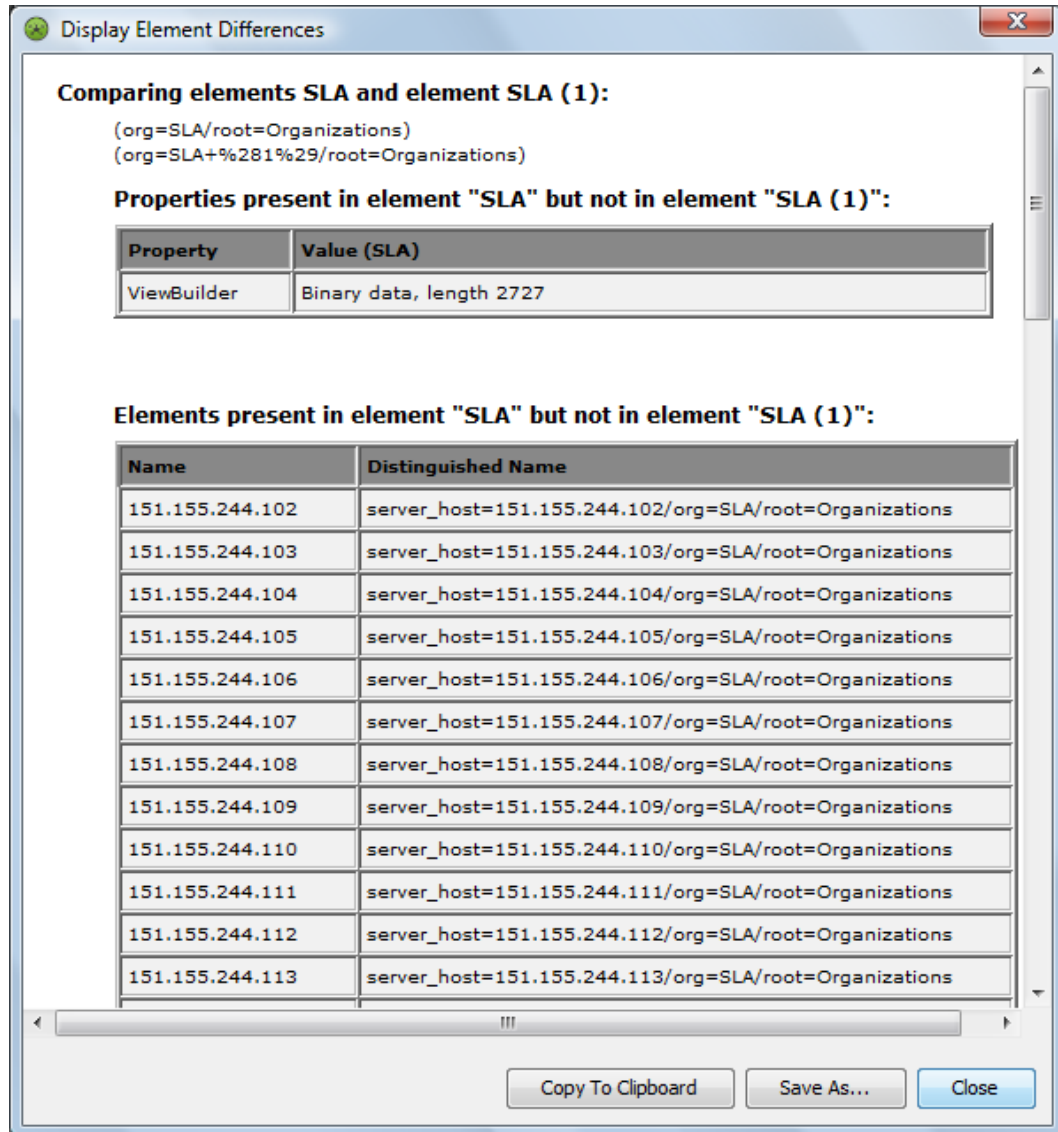 Display Element Differences
Comparing elements SLA and element SLA (1):
(org=SLA/root=Organizations)
(org=SLA+%281%29/root=Organizations)
Properties present in element "SLA" but not in element "SLA (1)":
Property Value (SLA)
ViewBuilder Binary data, length 2727
Elements present in element "SLA" but not in element "SLA (1)":
Name Distinguished Name
151.155.244.102 server_host=151.155.244.102/org=SLA/root=Organizations
151.155.244.103 server_host=151.155.244.103/org=SLA/root=Organizations
151.155.244.104 server_host=151.155.244.104/org=SLA/root=Organizations
151.155.244.105 server_host=151.155.244.105/org=SLA/root=Organizations
151.155.244.106 server_host=151.155.244.106/org=SLA/root=Organizations
151.155.244.107 server_host=151.155.244.107/org=SLA/root=Organizations
151.155.244.108 server_host=151.155.244.108/org=SLA/root=Organizations
151.155.244.109 server_host=151.155.244.109/org=SLA/root=Organizations
151.155.244.110 server_host=151.155.244.110/org=SLA/root=Organizations
151.155.244.111 server_host=151.155.244.111/org=SLA/root=Organizations
151.155.244.112 server_host=151.155.244.112/org=SLA/root=Organizations
151.155.244.113 server_host=151.155.244.113/org=SLA/root=Organizations
Copy To Clipboard Save As... Close